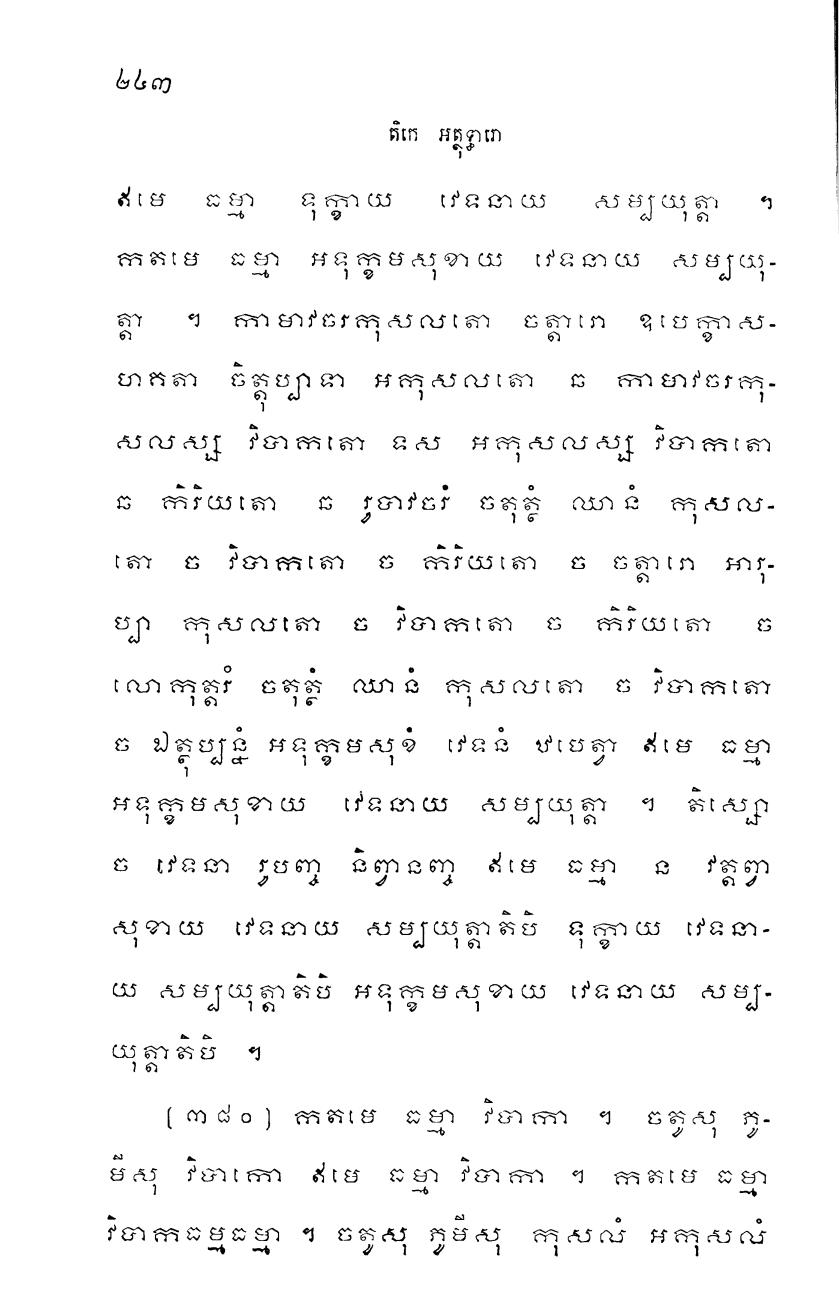 ២៤៣
តិកេ អត្ថុទ្ធារោ
ឥមេ ធម្មា ទុក្ខាយ វេទនាយ សម្បយុត្តា ។
កតមេ ធម្មា អទុក្ខមសុខាយ វេទនាយ សម្បយុ-
ត្តា ។ កាមាវចរកុសលតោ ចត្តារោ ឧបេក្ខាស-
ហគតា ចិត្តុប្បាទា អកុសលតោ ឆ កាមាវចរកុ-
សលស្ស វិបាកតោ ទស អកុសលស្ស វិបាកតោ
ឆ កិរិយតោ ឆ រូបាវចរំ ចតុត្ថំ ឈានំ កុសល-
តោ ច វិបាកតោ ច កិរិយតោ ច ចត្តារោ អារុ-
ប្បា កុសលតោ ច វិបាកតោ ច កិរិយតោ ច
លោកុត្តរំ ចតុត្ថំ ឈានំ កុសលតោ ច វិបាកតោ
ច ឯត្ថុប្បន្នំ អទុក្ខមសុខំ វេទនំ ឋបេត្វា ឥមេ ធម្មា
អទុក្ខមសុខាយ វេទនាយ សម្បយុត្តា ។ តិស្សោ
ច វេទនា រូបញ្ច និព្វានញ្ច ឥមេ ធម្មា ន វត្តព្វា
សុខាយ វេទនាយ សម្បយុត្តាតិបិ ទុក្ខាយ វេទនា-
យ សម្បយុត្តាតិបិ អទុក្ខមសុខាយ វេទនាយ សម្ប-
យុត្តាតិបិ ។
[៣៨០] កតមេ ធម្មា វិបាកា ។ ចតូសុ ភូ-
មីសុ វិបាកោ ឥមេ ធម្មា វិបាកា ។ កតមេ ធម្មា
វិបាកធម្មធម្មា ។ ចតូសុ ភូមីសុ កុសលំ អកុសលំ